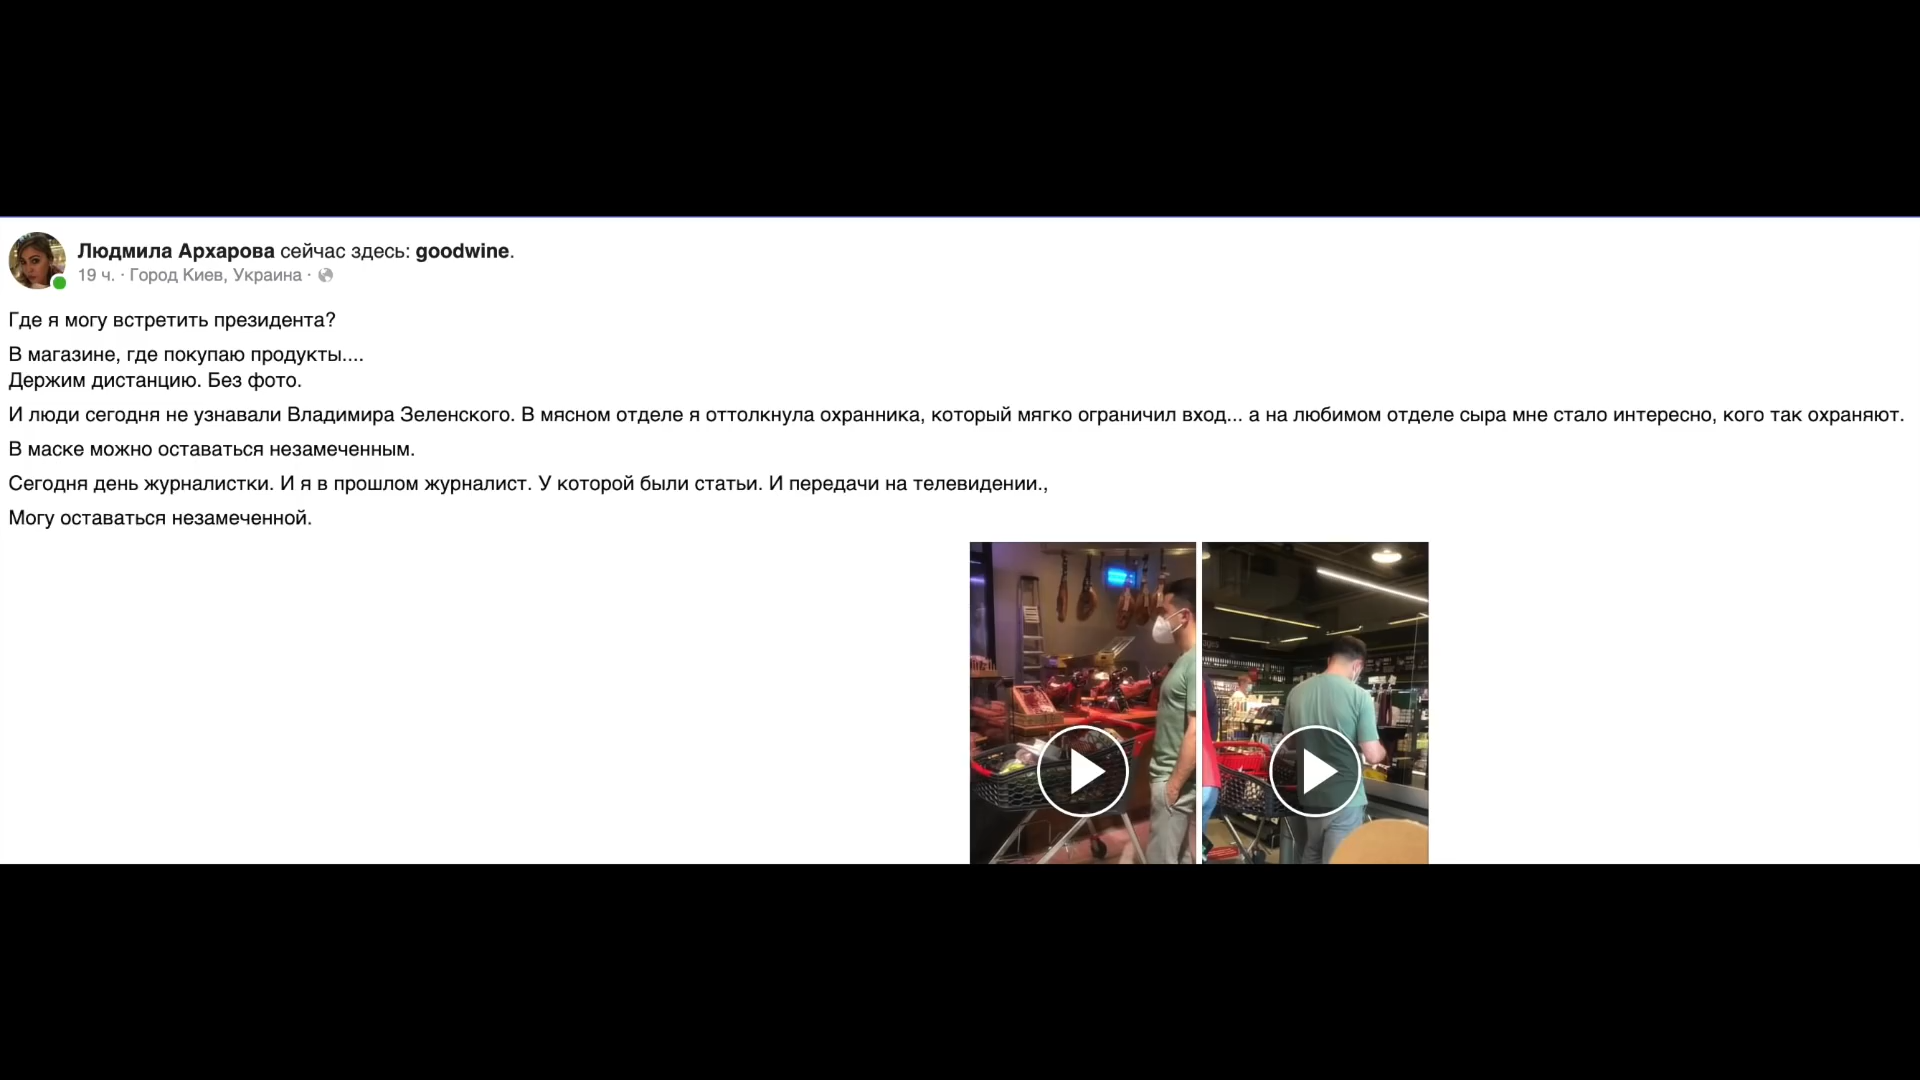 Людмила Архарова сейчас здесь: goodwine.
19 ч. · Город Киев, Украина ·
Где я могу встретить президента?
В магазине, где покупаю продукты....
Держим дистанцию. Без фото.
И люди сегодня не узнавали Владимира Зеленского. В мясном отделе я оттолкнула охранника, который мягко ограничил вход... а на любимом отделе сыра мне стало интересно, кого так охраняют.
В маске можно оставаться незамеченным.
Сегодня день журналистки. И я в прошлом журналист. У которой были статьи. И передачи на телевидении.,
Могу оставаться незамеченной.